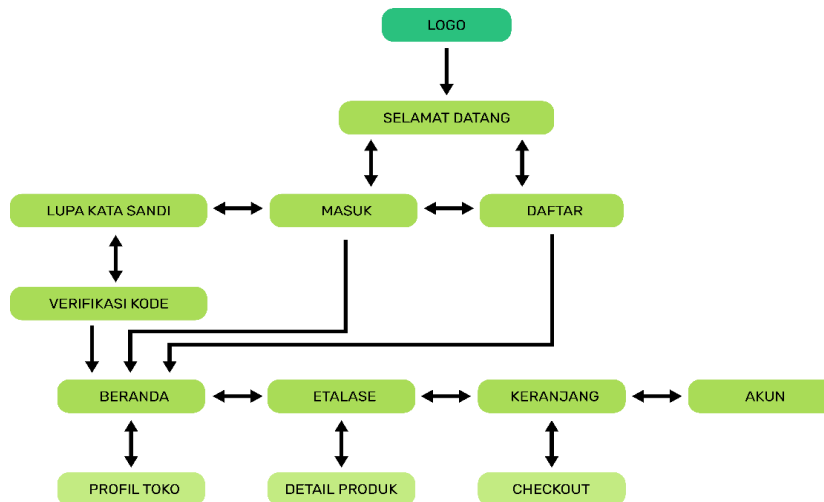 LOGO
SELAMAT DATANG
LUPA KATA SANDI
MASUK
DAFTAR
VERIFIKASI KODE
BERANDA
ETALASE
KERANJANG
AKUN
PROFIL TOKO
DETAIL PRODUK
CHECKOUT